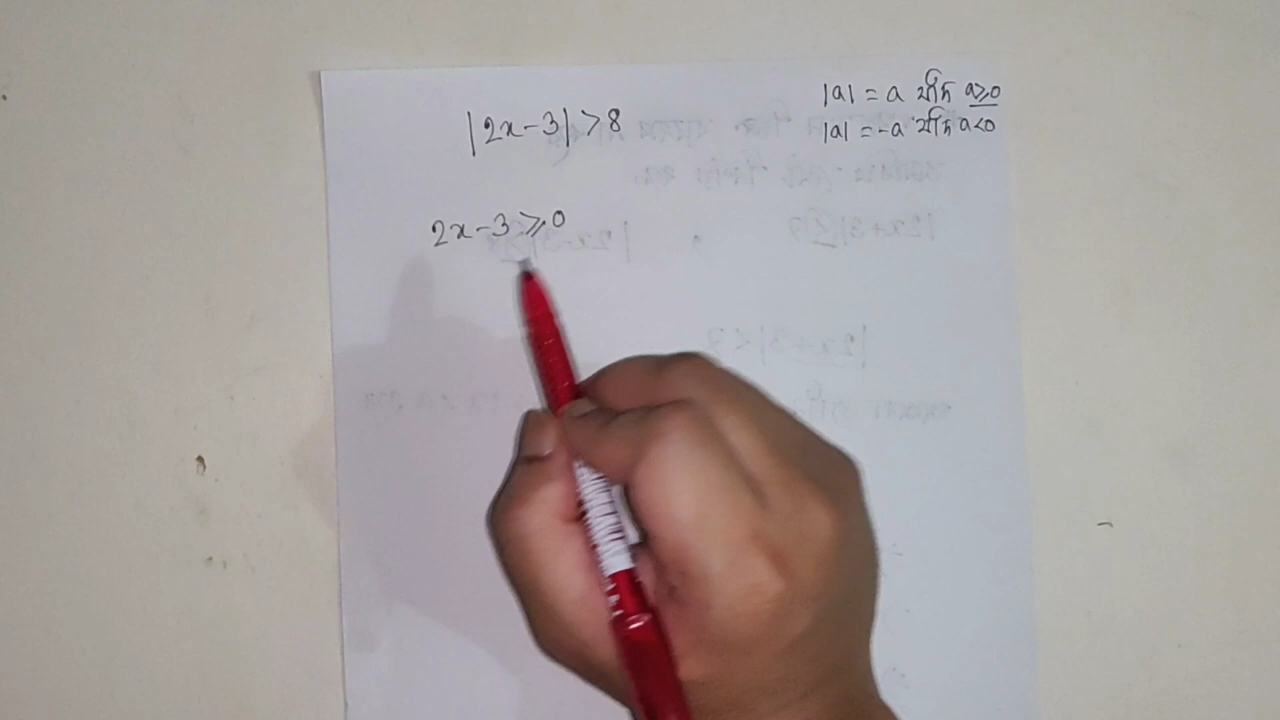 |a| = a যদি a⩾0
|2x-3| >8
|a| = -a যদি a<0
2x-3 ⩾ 0